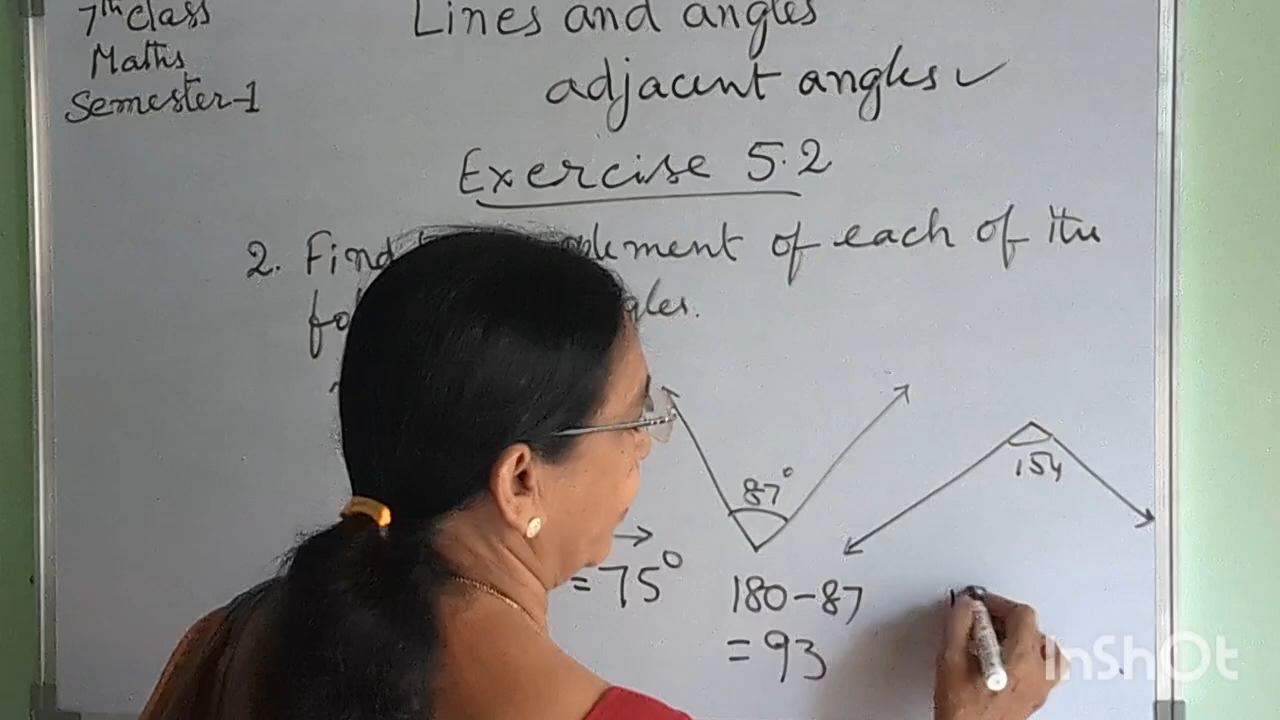 7th class
Maths
Semester-1
Lines and angles
adjacent angles ✓
Exercise 5.2
2. Find of each of the
87°
154
= 75°
180-87
= 93
InShOt